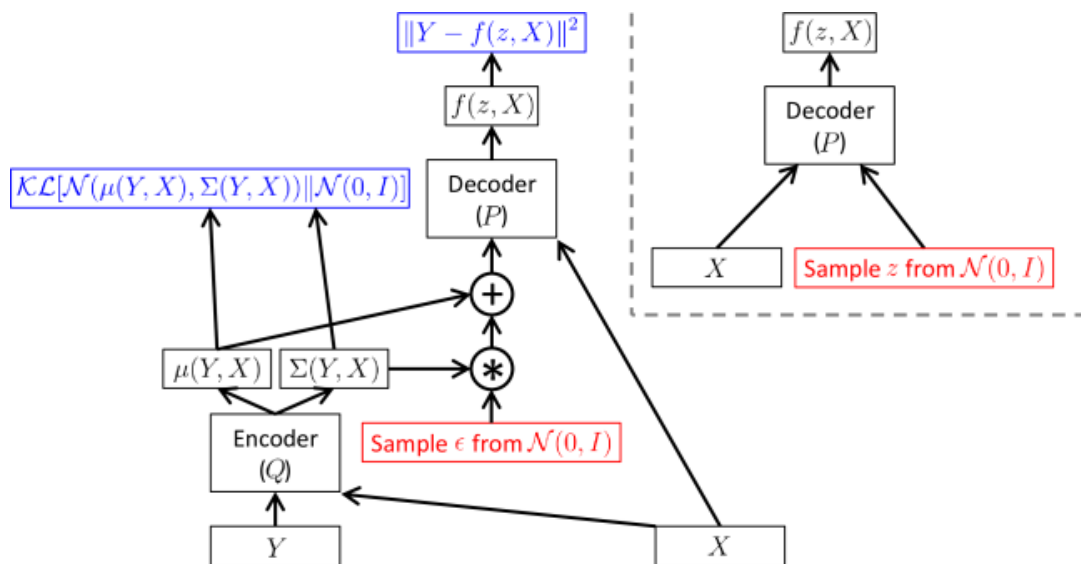 ‖Y − f(z, X)‖²
f(z, X)
Decoder
(P)
𝒦ℒ[𝒩(μ(Y, X), Σ(Y, X))‖𝒩(0, I)]
+
μ(Y, X)
Σ(Y, X)
*
Sample ϵ from 𝒩(0, I)
Encoder
(Q)
Y
X
f(z, X)
Decoder
(P)
X
Sample z from 𝒩(0, I)